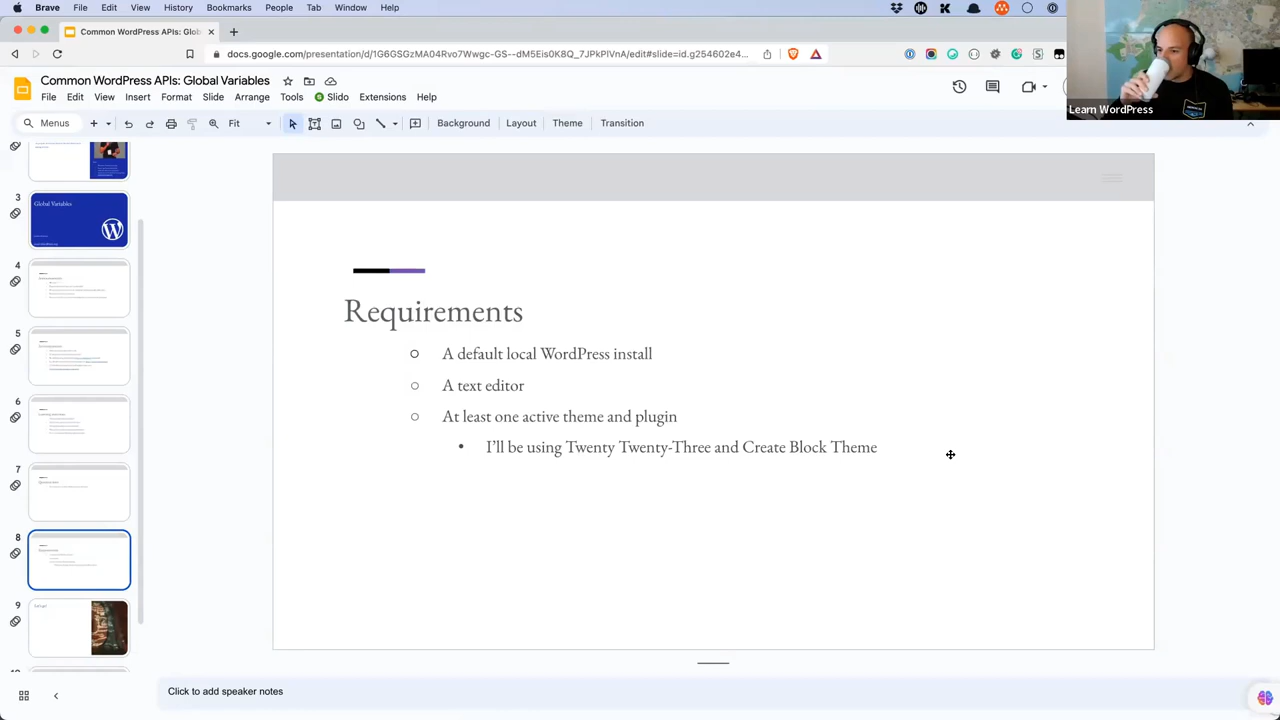 Brave File Edit View History Bookmarks Speakers People Tab Window Help
Common WordPress APIs: Glob
docs.google.com/presentation/d/1G6GSQzMA04Gvo7Wwgc-GS--dM5Eis0K8Q_7JPkPlVnA/edit#slide=id.g254602e4...
Common WordPress APIs: Global Variables
File Edit View Insert Format Slide Arrange Tools Slido Extensions Help
Learn WordPress
Menus Fit Background Layout Theme Transition
3
Global Variables
4
5
6
7
8
9
Requirements
A default local WordPress install
A text editor
At least one active theme and plugin
I'll be using Twenty Twenty-Three and Create Block Theme
Click to add speaker notes